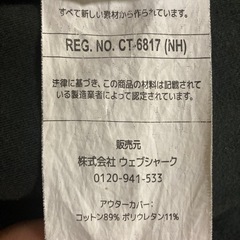 すべて新しい素材から作られています
REG. NO. CT-6817 (NH)
法律に基づき、この商品の材料は記載され
ている製造業者によって認定されています。
販売元
株式会社 ウェブシャーク
0120-941-533
アウターカバー:
コットン89% ポリウレタン11%